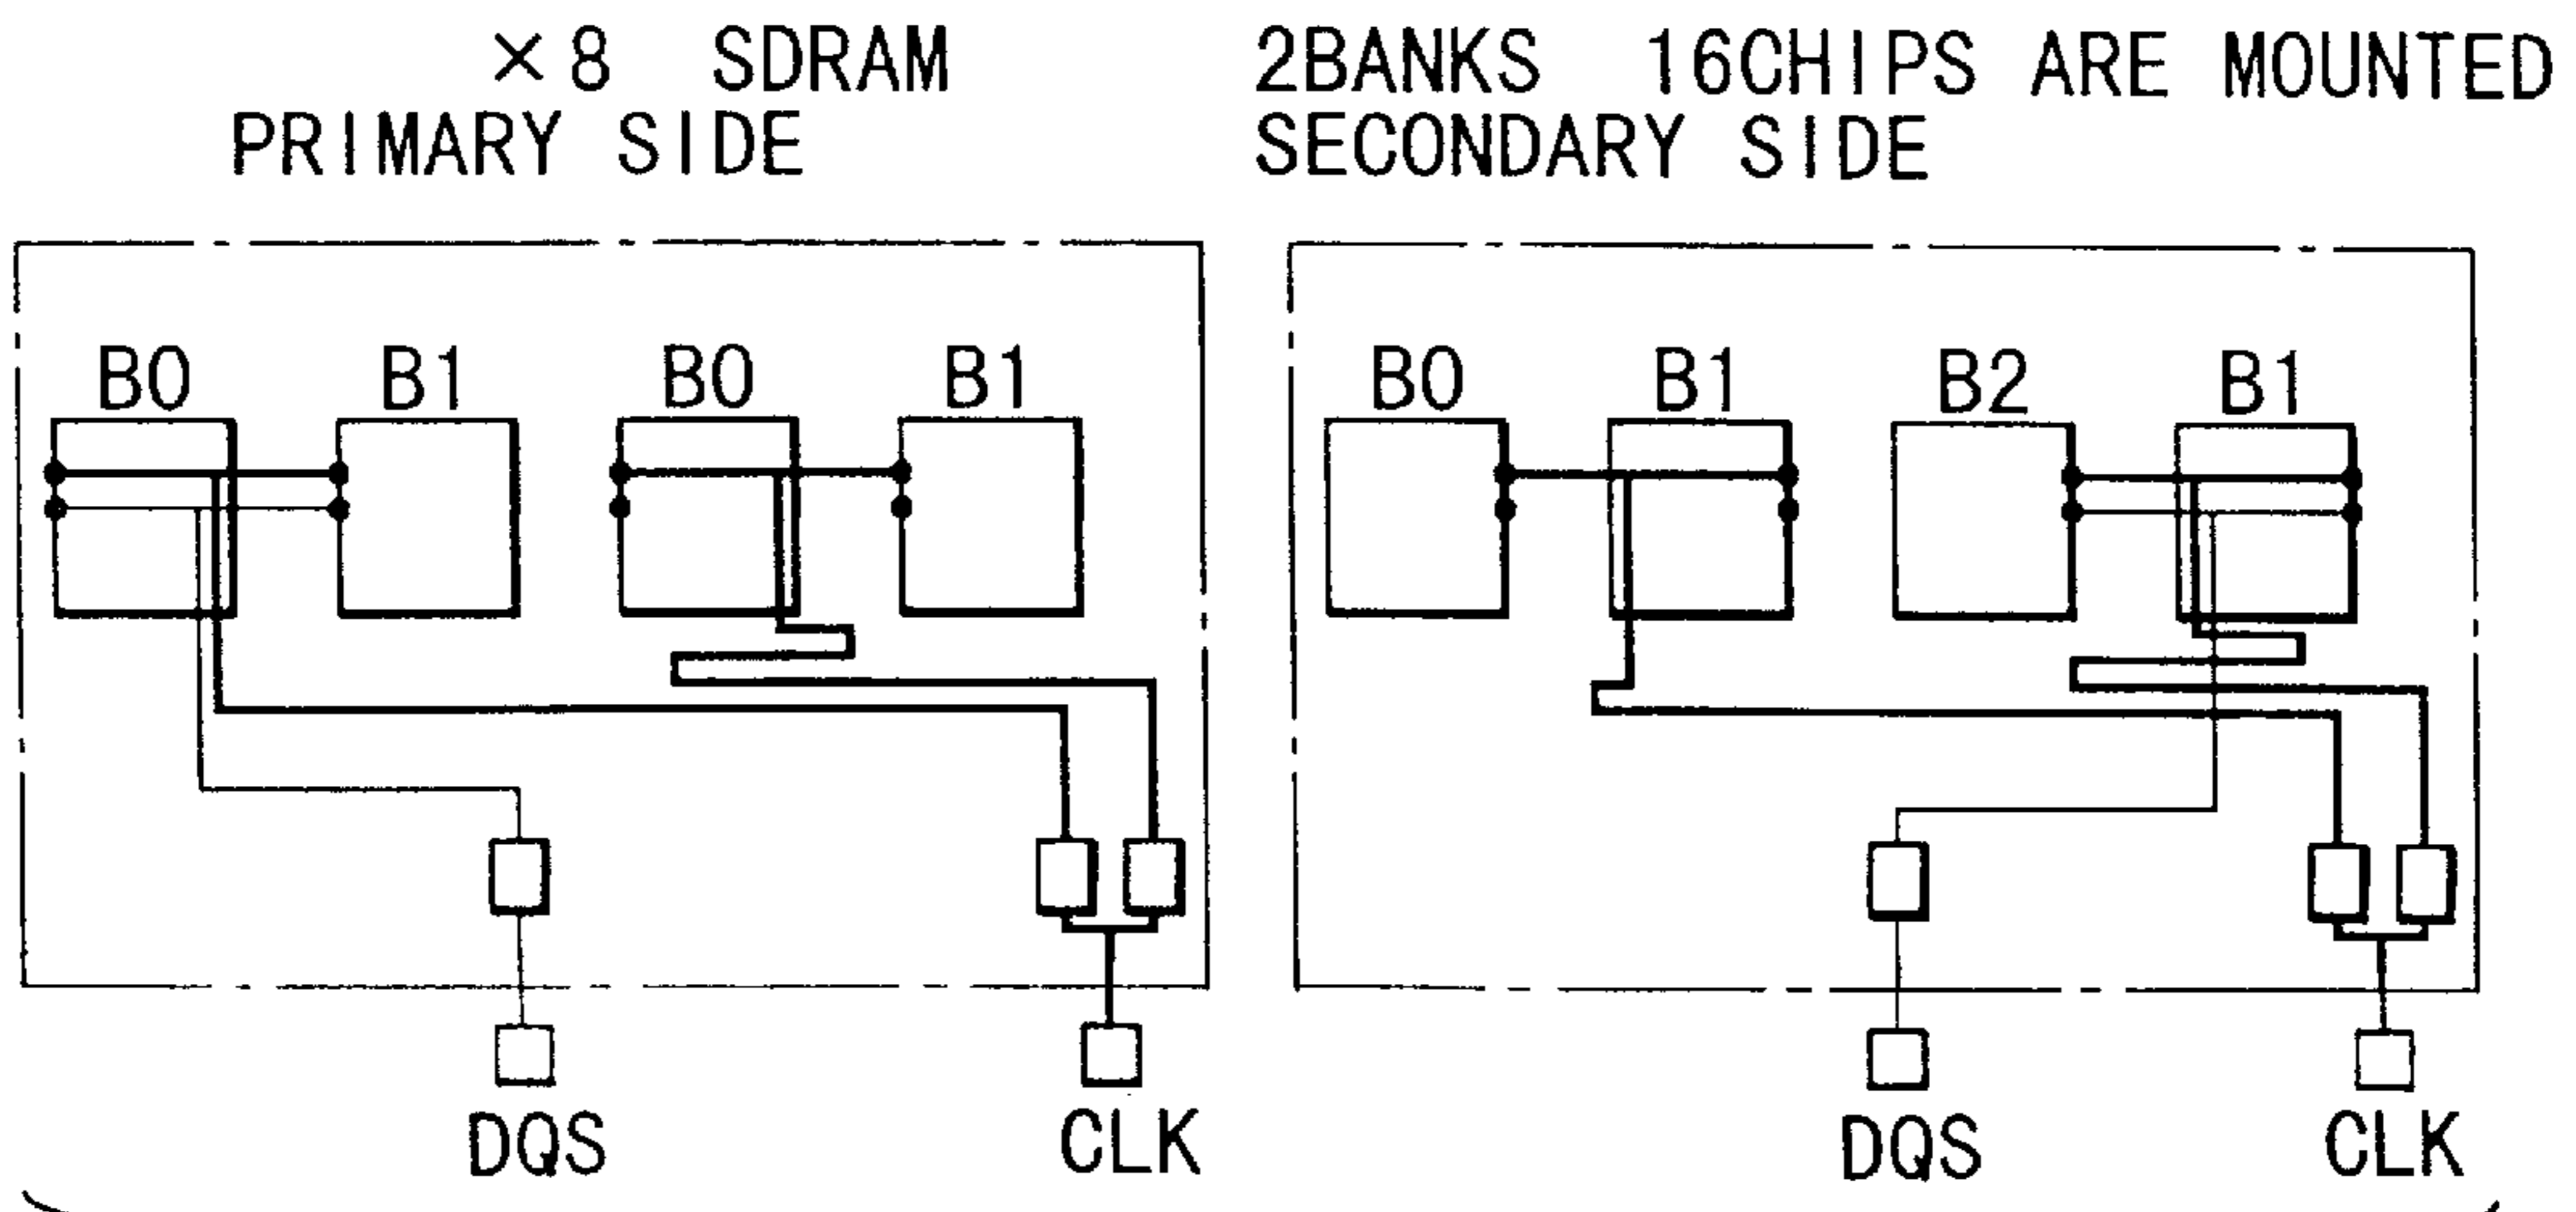 ×8 SDRAM 2BANKS 16CHIPS ARE MOUNTED
PRIMARY SIDE SECONDARY SIDE
B0 B1 B0 B1 B0 B1 B2 B1
DQS CLK DQS CLK